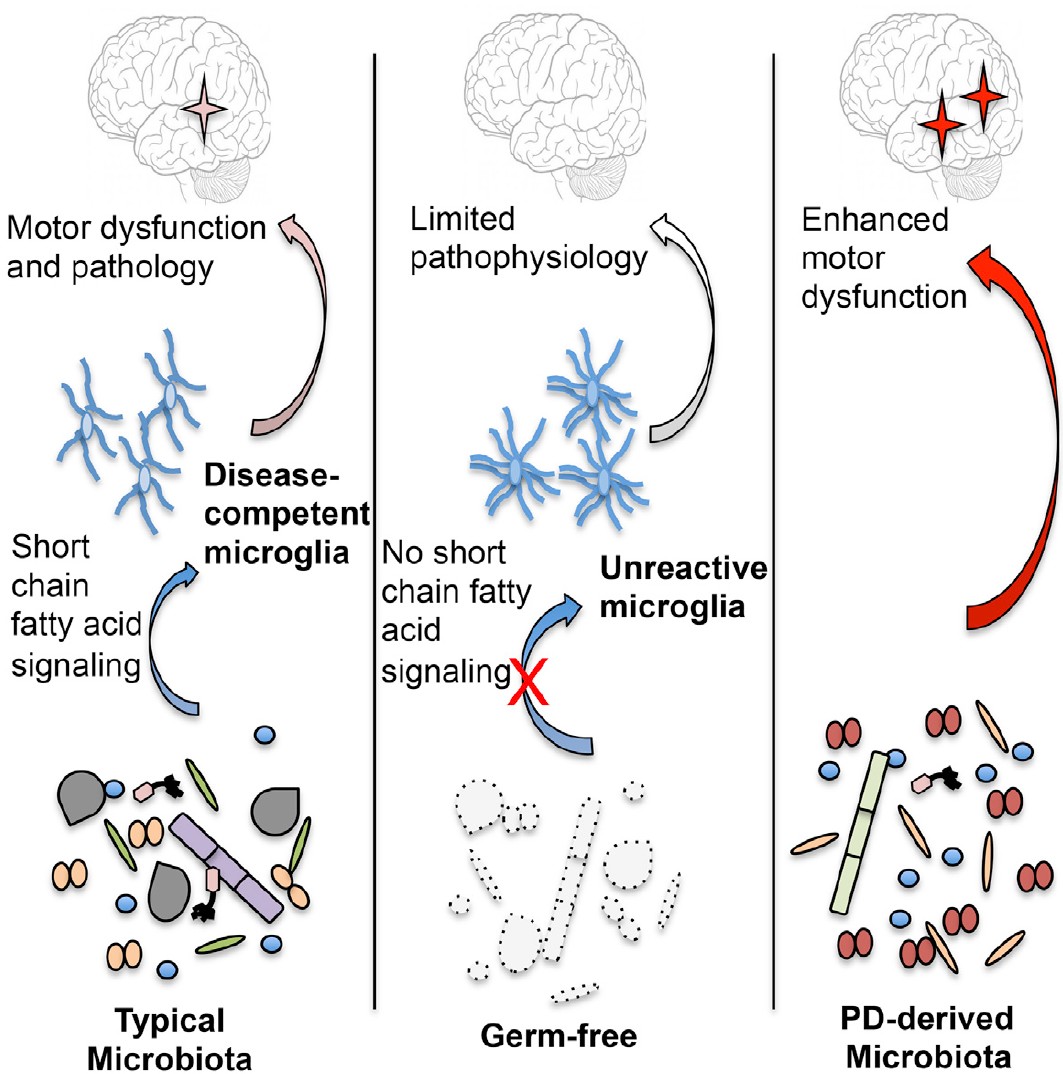 Motor dysfunction
and pathology
Disease-
competent
microglia
Short
chain
fatty acid
signaling
Typical
Microbiota
Limited
pathophysiology
No short
chain fatty
acid
signaling
X
Unreactive
microglia
Germ-free
Enhanced
motor
dysfunction
PD-derived
Microbiota